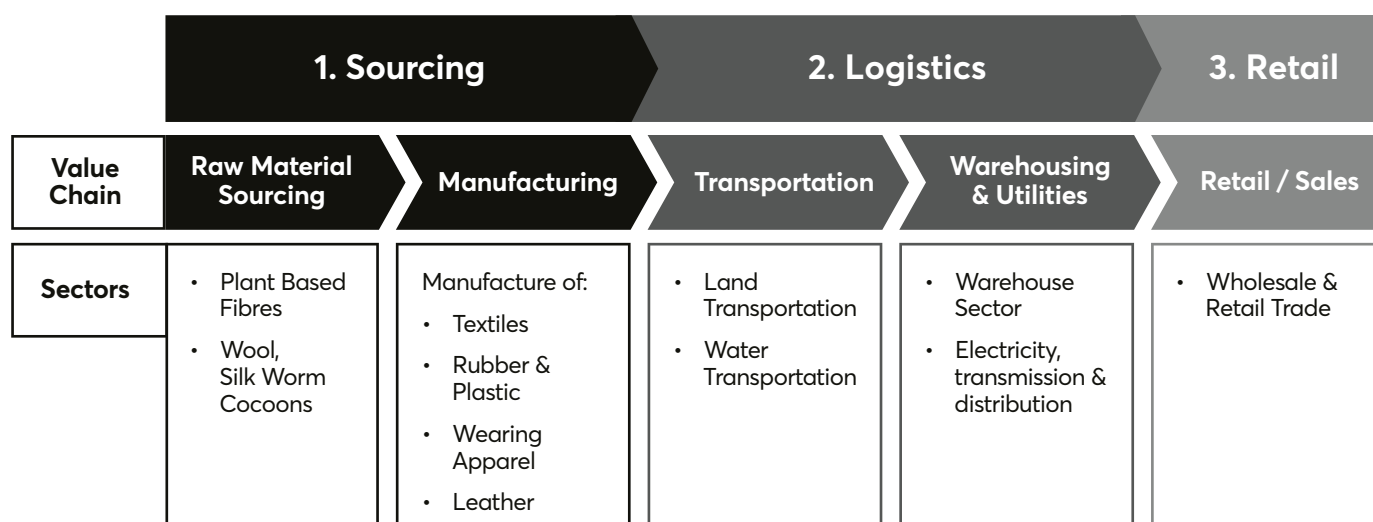 1. Sourcing
2. Logistics
3. Retail
Value
Chain
Raw Material
Sourcing
Manufacturing
Transportation
Warehousing
& Utilities
Retail / Sales
Sectors
• Plant Based
Fibres
• Wool,
Silk Worm
Cocoons
Manufacture of:
• Textiles
• Rubber &
Plastic
• Wearing
Apparel
• Leather
• Land
Transportation
• Water
Transportation
• Warehouse
Sector
• Electricity,
transmission &
distribution
• Wholesale &
Retail Trade